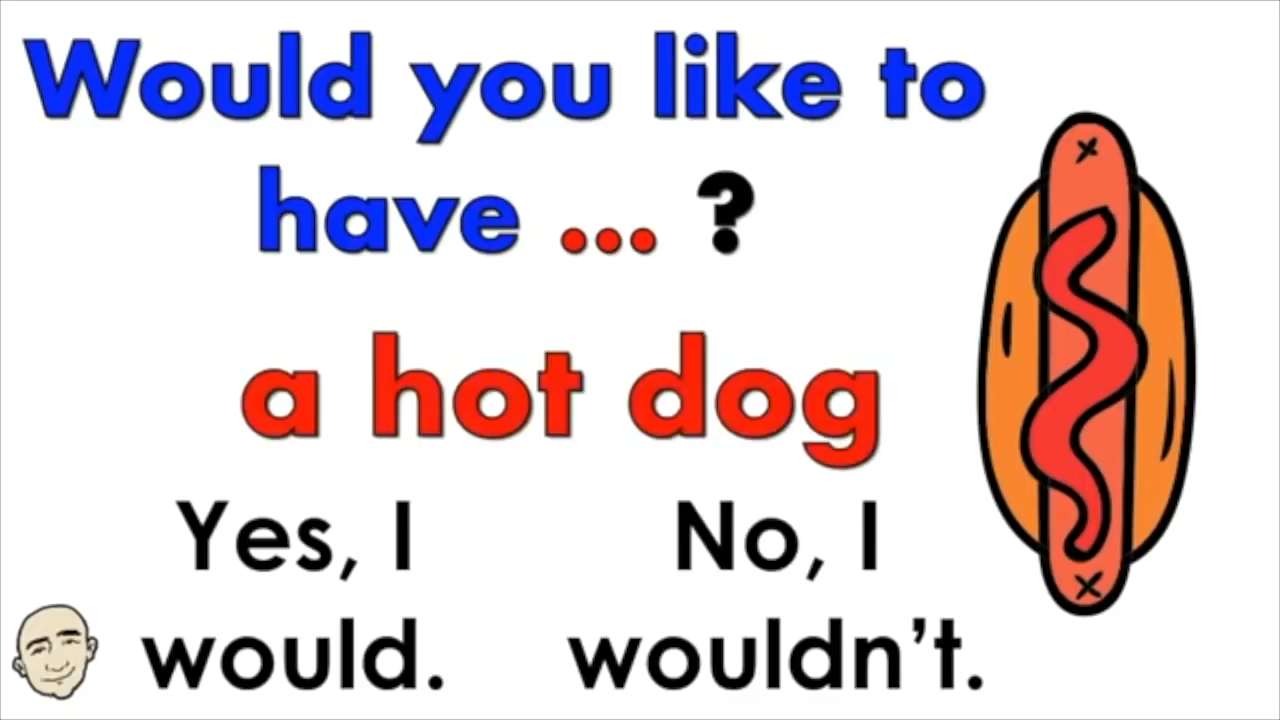 Would you like to
have ... ?
a hot dog
Yes, I No, I
would. wouldn’t.